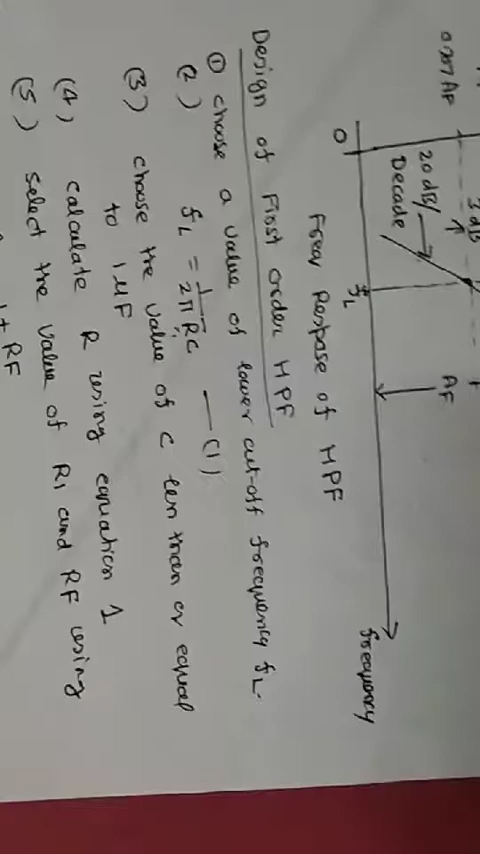 0.707 AF
3 dB
AF
20 dB/
Decade
0
fL
frequency
Freq Respase of HPF
Design of First order HPF
① choose a value of lower cut-off frequency fL.
(2) fL = 1/2πRC — (1)
(3) choose the value of C less than or equal
to 1 μF
(4) calculate R using equation 1
(5) select the value of R1 and RF using
1 + RF